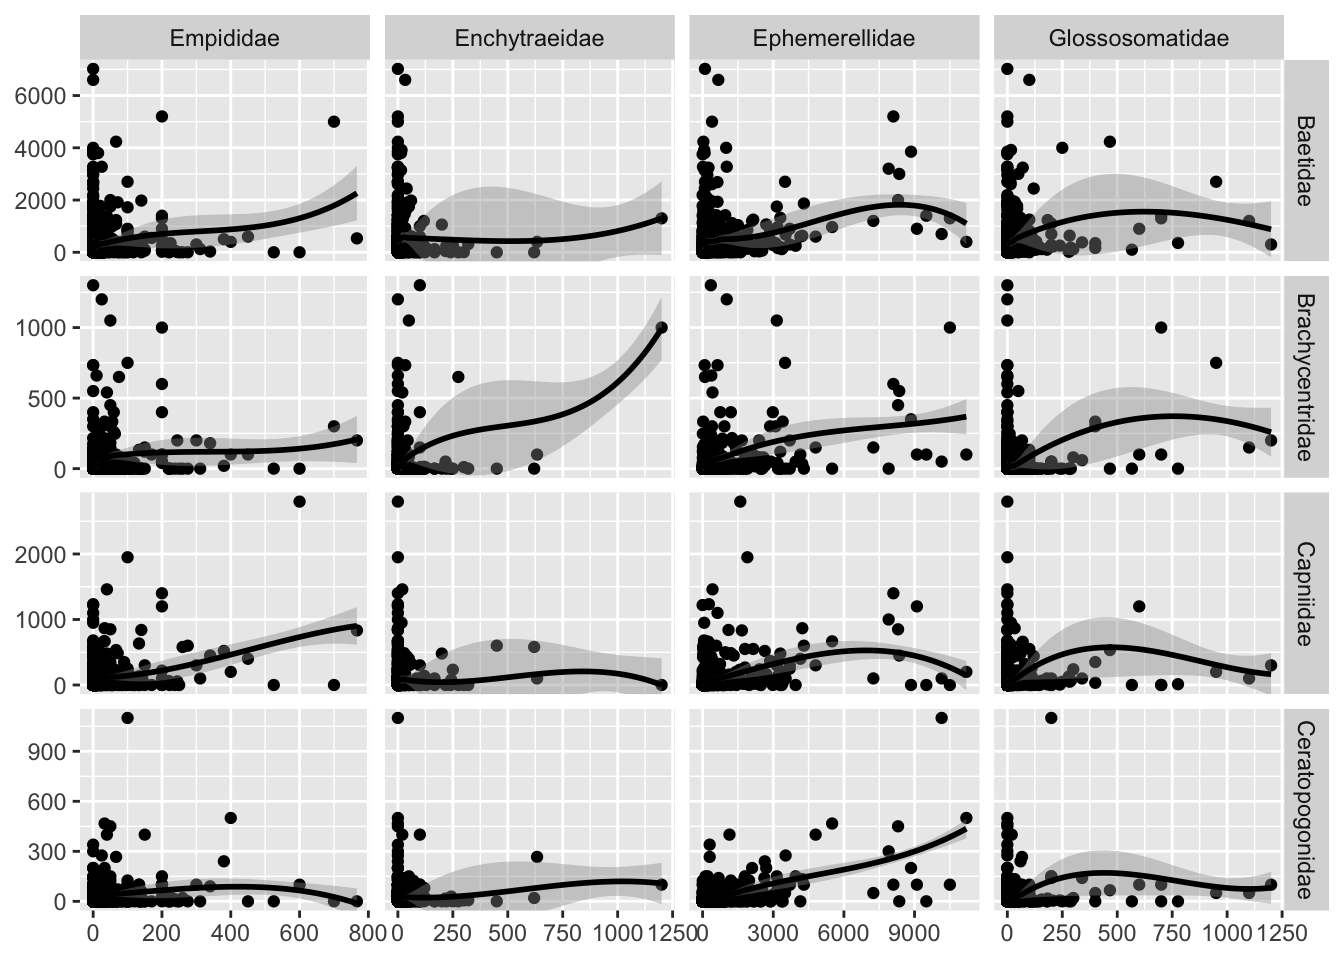 Empididae Enchytraeidae Ephemerellidae Glossosomatidae
6000
4000
2000
0
Baetidae
1000
500
0
Brachycentridae
2000
1000
0
Capniidae
900
600
300
0
Ceratopogonidae
0 200 400 600 800 0 250 500 750 1000 1250 0 3000 6000 9000 0 250 500 750 1000 1250